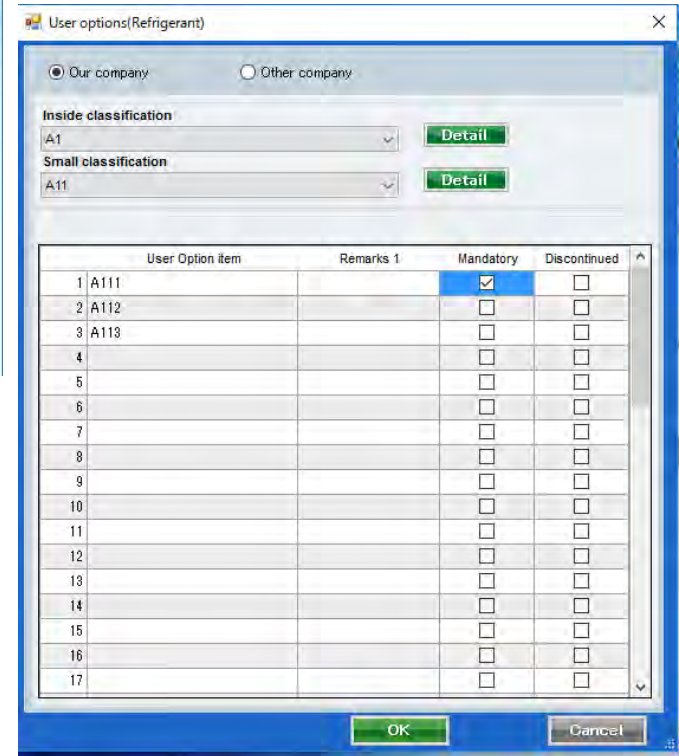 User options(Refrigerant)
Our company Other company
Inside classification
A1 Detail
Small classification
A11 Detail
User Option item Remarks 1 Mandatory Discontinued
1 A111
2 A112
3 A113
4
5
6
7
8
9
10
11
12
13
14
15
16
17
OK Cancel